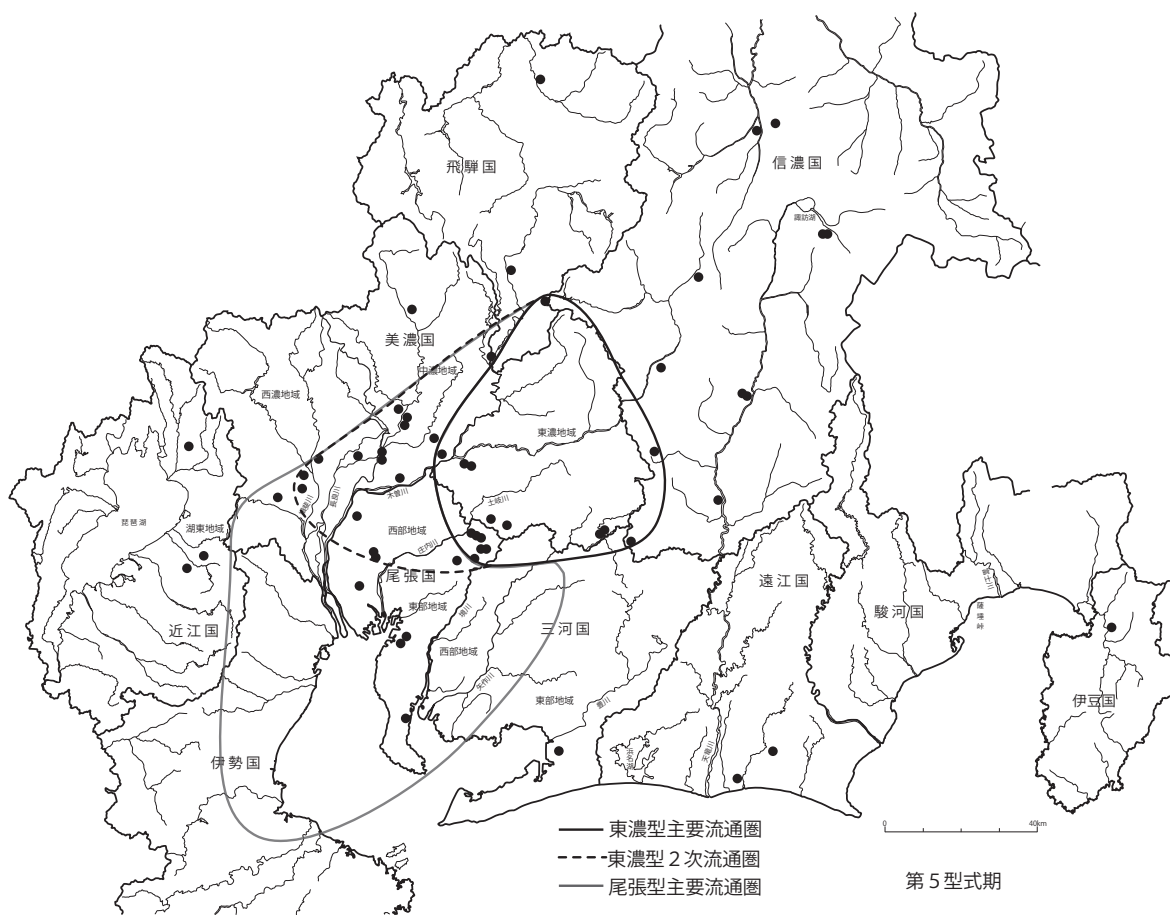 飛騨国
信濃国
諏訪湖
美濃国
中濃地域
西濃地域
東濃地域
木曽川
長良川
揖斐川
土岐川
琵琶湖
湖東地域
西部地域
庄内川
尾張国
東部地域
境川
近江国
三河国
西部地域
矢作川
東部地域
豊川
遠江国
駿河国
富士川
薩埵峠
伊豆国
伊勢国
浜名湖
天竜川
東濃型主要流通圏
東濃型2次流通圏
尾張型主要流通圏
0 40km
第5型式期